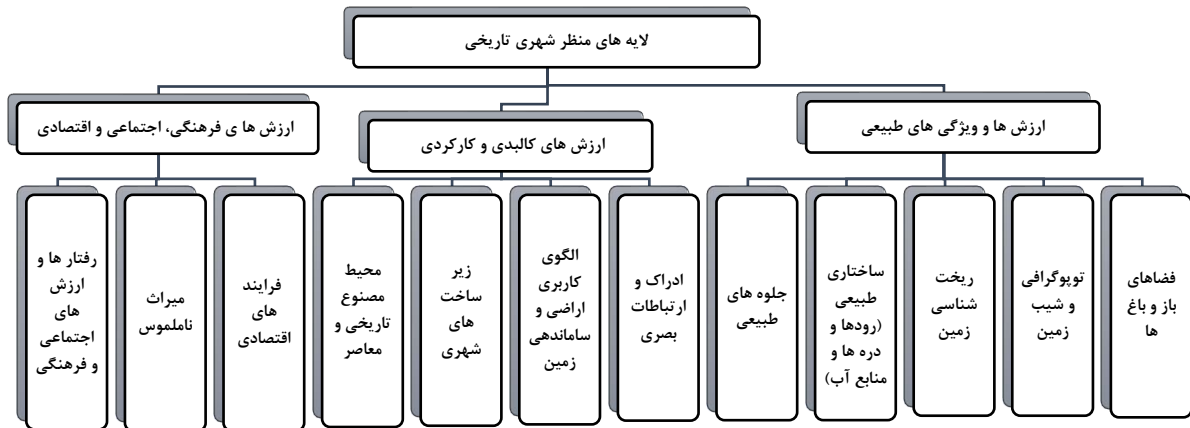 لایه های منظر شهری تاریخی
ارزش ها و ویژگی های طبیعی
ارزش های کالبدی و کارکردی
ارزش ها ی فرهنگی، اجتماعی و اقتصادی
فضاهای
باز و باغ
ها
توپوگرافی
و شیب
زمین
ریخت
شناسی
زمین
ساختاری
طبیعی
(رودها و
دره ها و
منابع آب)
جلوه های
طبیعی
ادراک و
ارتباطات
بصری
الگوی
کاربری
اراضی و
ساماندهی
زمین
زیر
ساخت
های
شهری
محیط
مصنوع
تاریخی و
معاصر
فرایند
های
اقتصادی
میراث
ناملموس
رفتار ها و
ارزش
های
اجتماعی
و فرهنگی